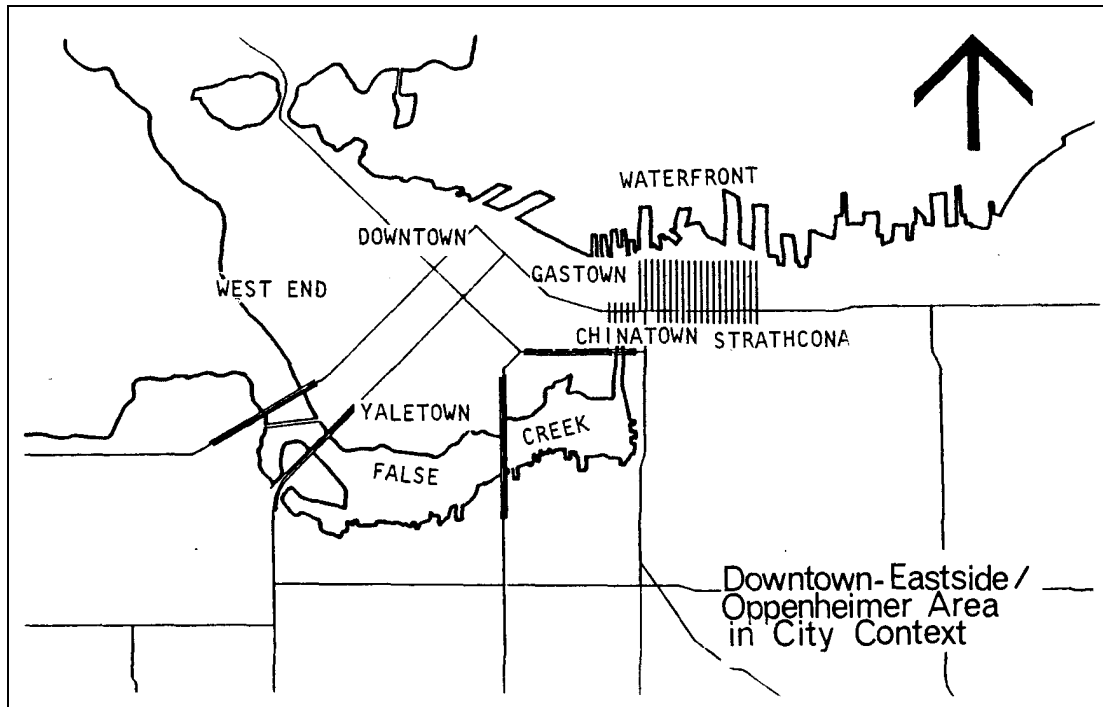 WATERFRONT
DOWNTOWN
GASTOWN
WEST END
CHINATOWN
STRATHCONA
YALETOWN
CREEK
FALSE
Downtown-Eastside/
Oppenheimer Area
in City Context